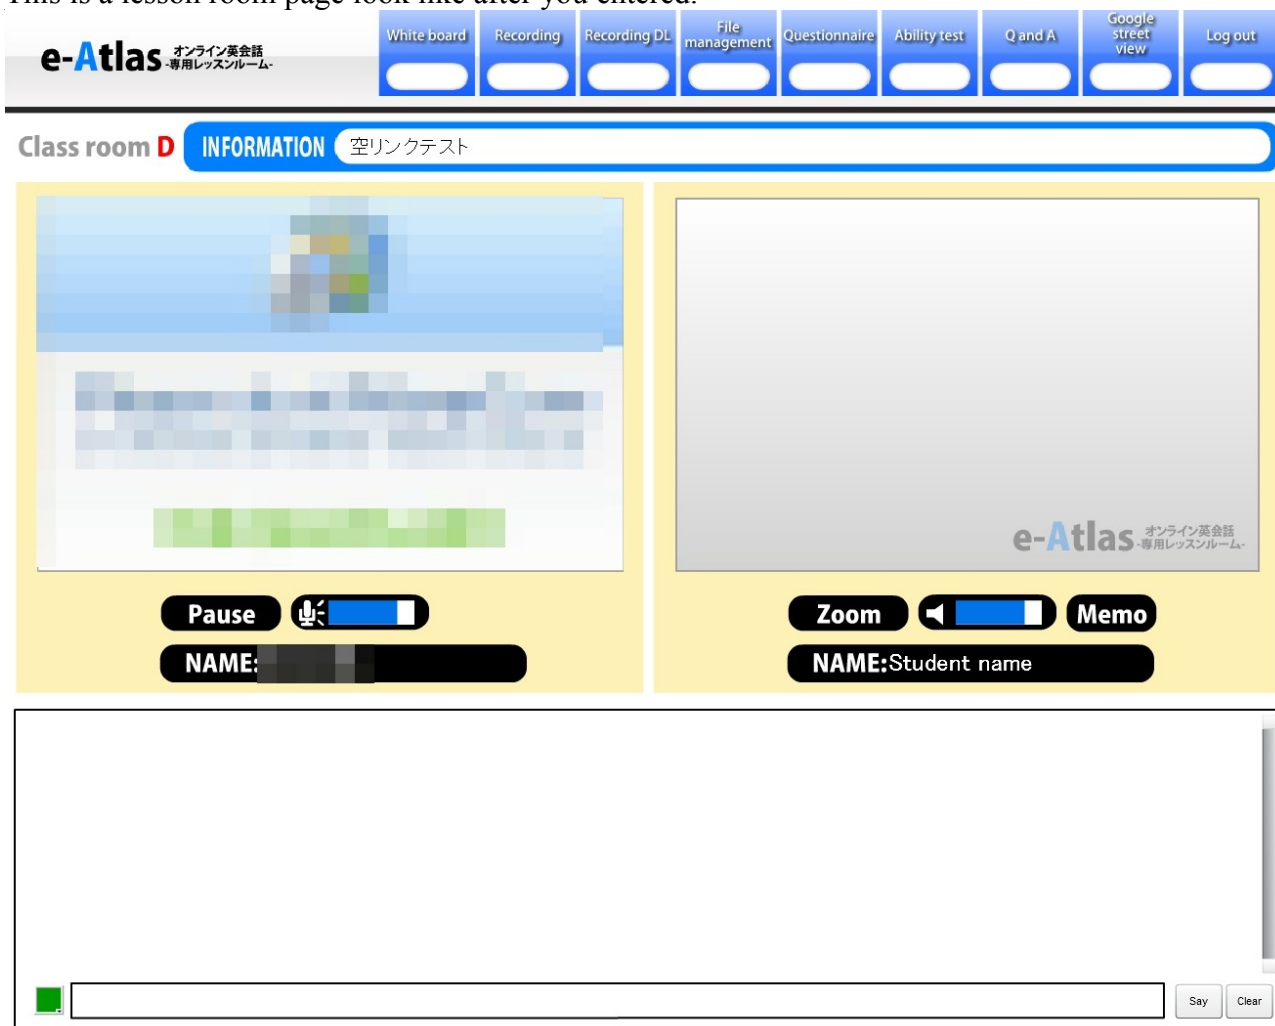 This is a lesson room page look like after you entered.
e-Atlas オンライン英会話
-専用レッスンルーム-
White board
Recording
Recording DL
File
management
Questionnaire
Ability test
Q and A
Google
street
view
Log out
Class room D
INFORMATION
空リンクテスト
e-Atlas オンライン英会話
-専用レッスンルーム-
Pause
Zoom
Memo
NAME:
NAME:Student name
Say
Clear